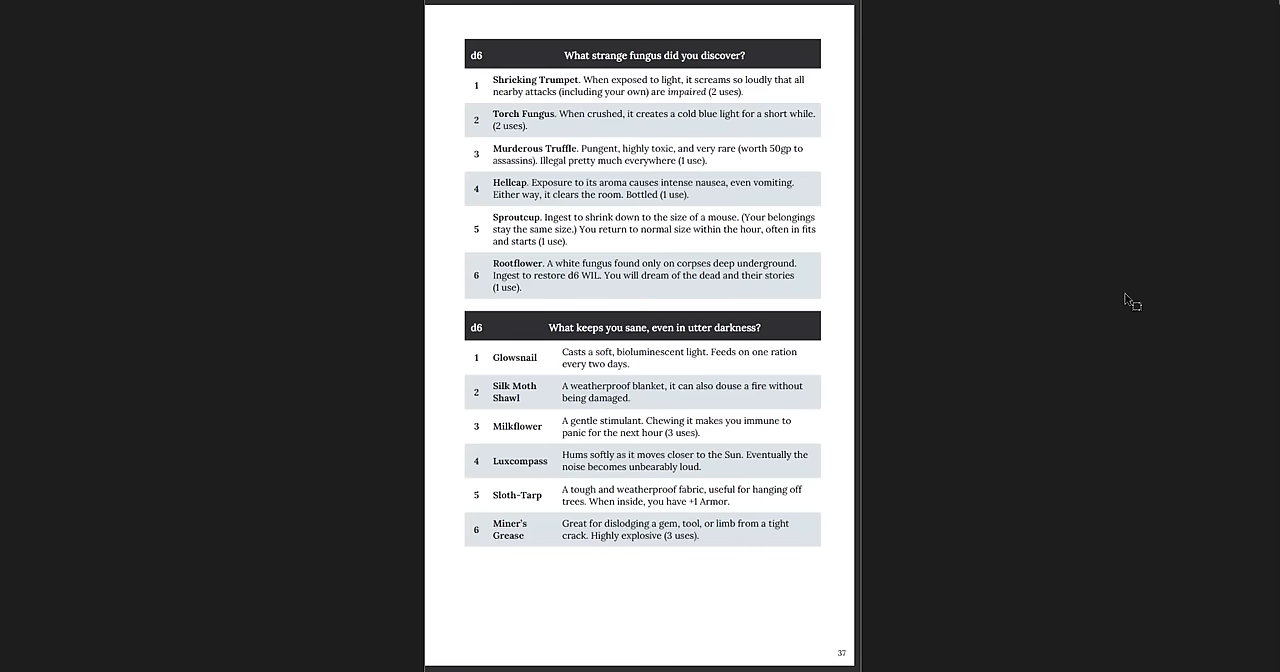 d6 What strange fungus did you discover?
1 Shricking Trumpet. When exposed to light, it screams so loudly that all
nearby attacks (including your own) are impaired (2 uses).
2 Torch Fungus. When crushed, it creates a cold blue light for a short while.
(2 uses).
3 Murderous Truffle. Pungent, highly toxic, and very rare (worth 50gp to
assassins). Illegal pretty much everywhere (1 use).
4 Hellcap. Exposure to its aroma causes intense nausea, even vomiting.
Either way, it clears the room. Bottled (1 use).
5 Sproutcup. Ingest to shrink down to the size of a mouse. (Your belongings
stay the same size.) You return to normal size within the hour, often in fits
and starts (1 use).
6 Rootflower. A white fungus found only on corpses deep underground.
Ingest to restore d6 WIL. You will dream of the dead and their stories
(1 use).
d6 What keeps you sane, even in utter darkness?
1 Glowsnail Casts a soft, bioluminescent light. Feeds on one ration
every two days.
2 Silk Moth A weatherproof blanket, it can also douse a fire without
Shawl being damaged.
3 Milkflower A gentle stimulant. Chewing it makes you immune to
panic for the next hour (3 uses).
4 Luxcompass Hums softly as it moves closer to the Sun. Eventually the
noise becomes unbearably loud.
5 Sloth-Tarp A tough and weatherproof fabric, useful for hanging off
trees. When inside, you have +1 Armor.
6 Miner's Great for dislodging a gem, tool, or limb from a tight
Grease crack. Highly explosive (3 uses).
37